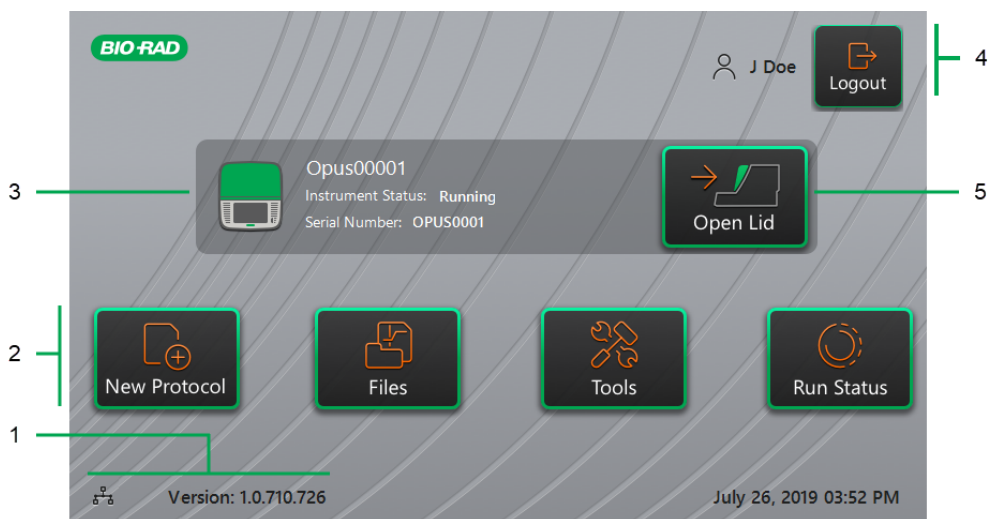 BIO-RAD
J Doe
Logout
4
3
Opus00001
Instrument Status: Running
Serial Number: OPUS0001
Open Lid
5
2
New Protocol
Files
Tools
Run Status
1
Version: 1.0.710.726
July 26, 2019 03:52 PM